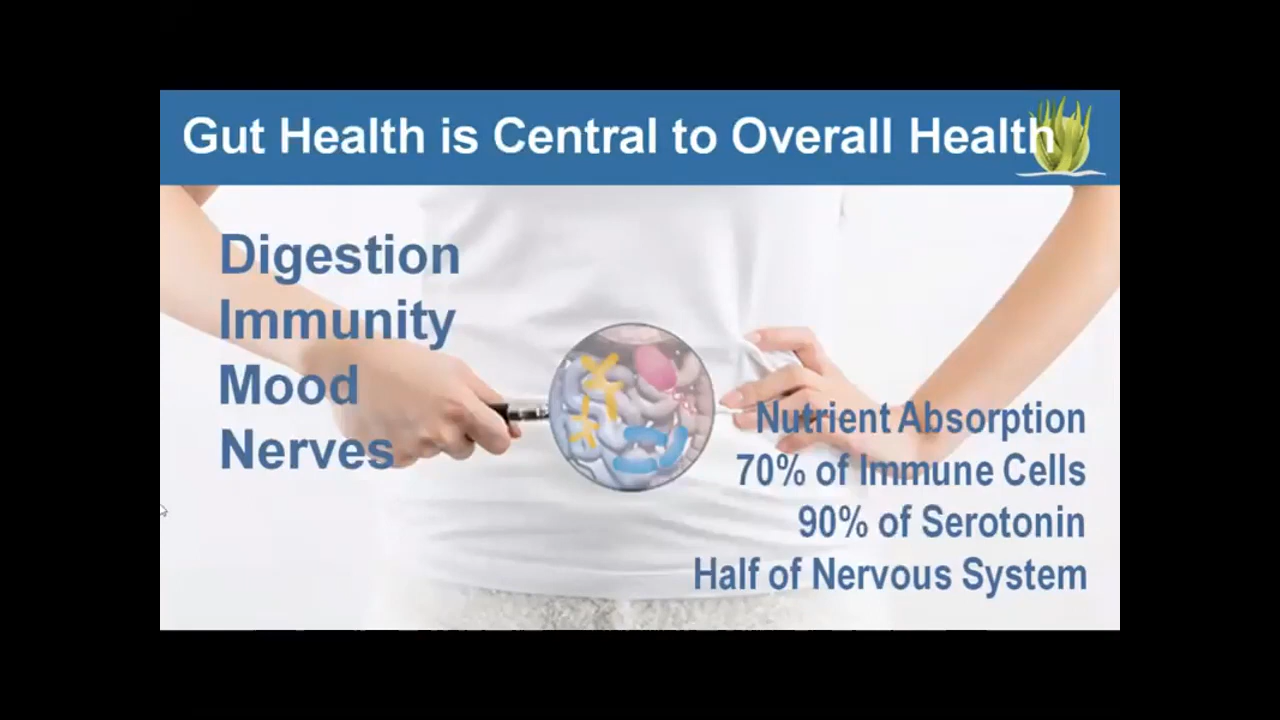 Gut Health is Central to Overall Health
Digestion
Immunity
Mood
Nerves
Nutrient Absorption
70% of Immune Cells
90% of Serotonin
Half of Nervous System